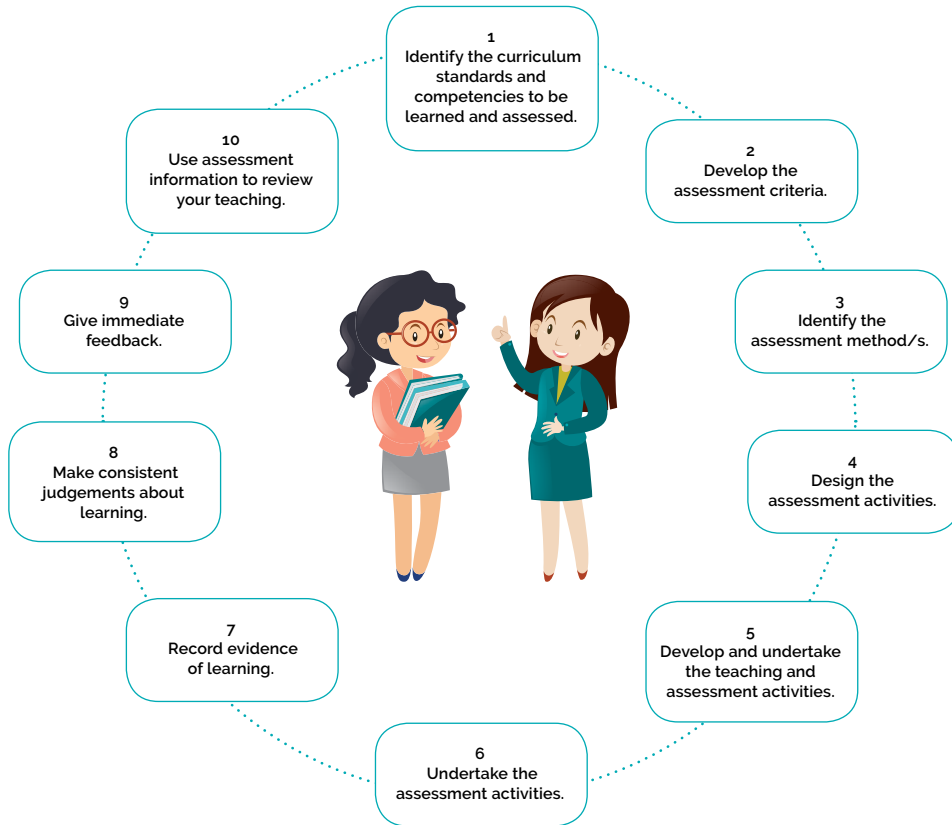 1
Identify the curriculum
standards and
competencies to be
learned and assessed.
2
Develop the
assessment criteria.
3
Identify the
assessment method/s.
4
Design the
assessment activities.
5
Develop and undertake
the teaching and
assessment activities.
6
Undertake the
assessment activities.
7
Record evidence
of learning.
8
Make consistent
judgements about
learning.
9
Give immediate
feedback.
10
Use assessment
information to review
your teaching.